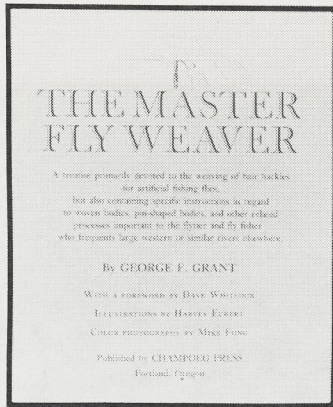 THE MASTER
FLY WEAVER
A treatise primarily devoted to the weaving of hair hackles
for artificial fishing flies,
but also containing specific instructions as regard
to woven bodies, pin-shaped bodies, and other related
processes important to the flytier and fly fisher
who frequents large western or similar rivers elsewhere.
By GEORGE F. GRANT
WITH A FOREWORD BY DAVE WHITLOCK
ILLUSTRATIONS BY HARVEY ECKERT
COLOR PHOTOGRAPHY BY MIKE FONG
Published by CHAMPOEG PRESS
Portland, Oregon